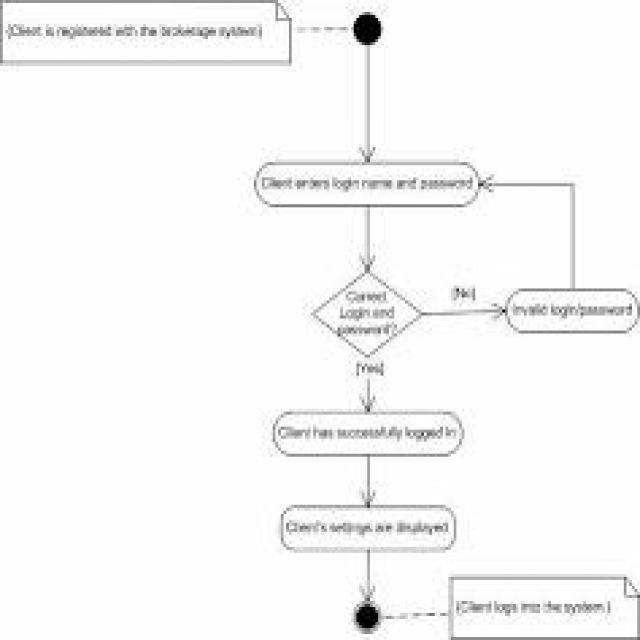 {Client is registered with the brokerage system}
Client enters login name and password
Correct
Login and
password?
[No]
Invalid login/password
[Yes]
Client has successfully logged in
Client's settings are displayed
{Client logs into the system.}